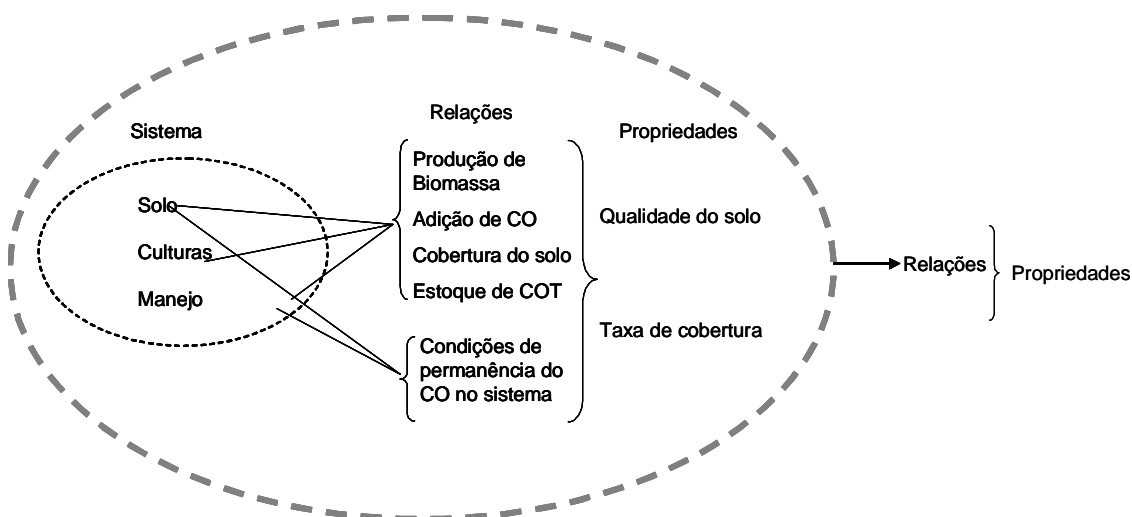 Sistema
Solo
Culturas
Manejo
Relações
Produção de
Biomassa
Adição de CO
Cobertura do solo
Estoque de COT
Condições de
permanência do
CO no sistema
Propriedades
Qualidade do solo
Taxa de cobertura
Relações
Propriedades